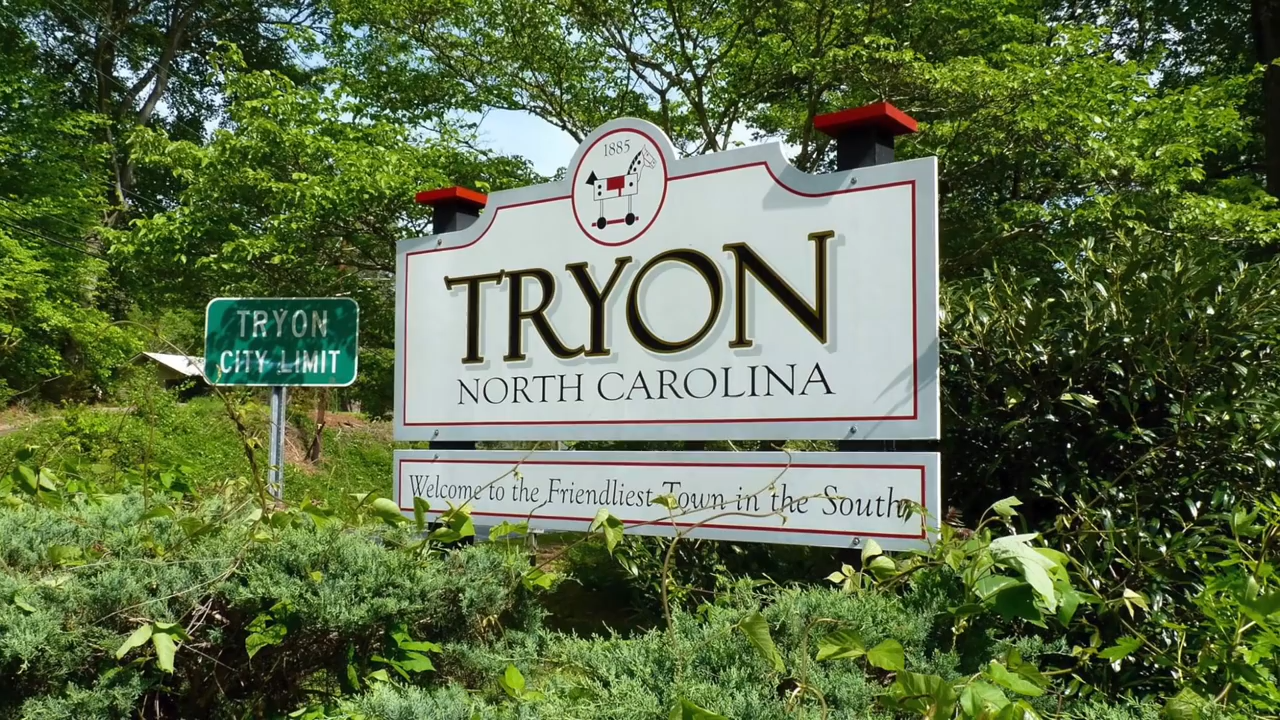 TRYON
CITY LIMIT
1885
TRYON
NORTH CAROLINA
Welcome to the Friendliest Town in the South